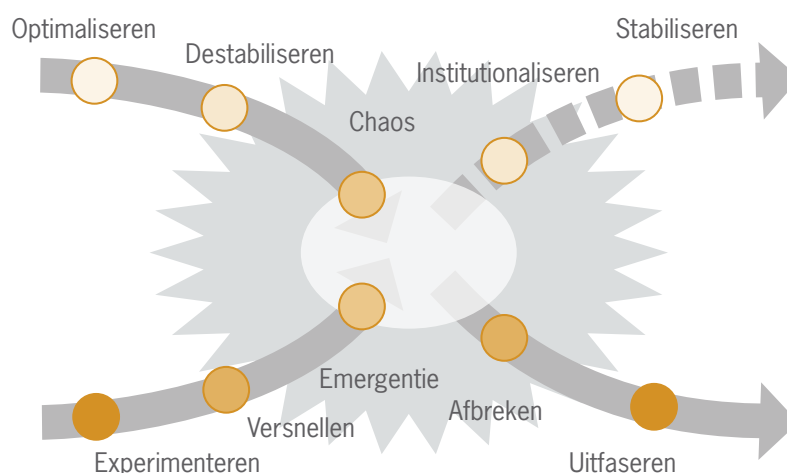 Optimaliseren
Destabiliseren
Chaos
Institutionaliseren
Stabiliseren
Experimenteren
Versnellen
Emergentie
Afbreken
Uitfaseren